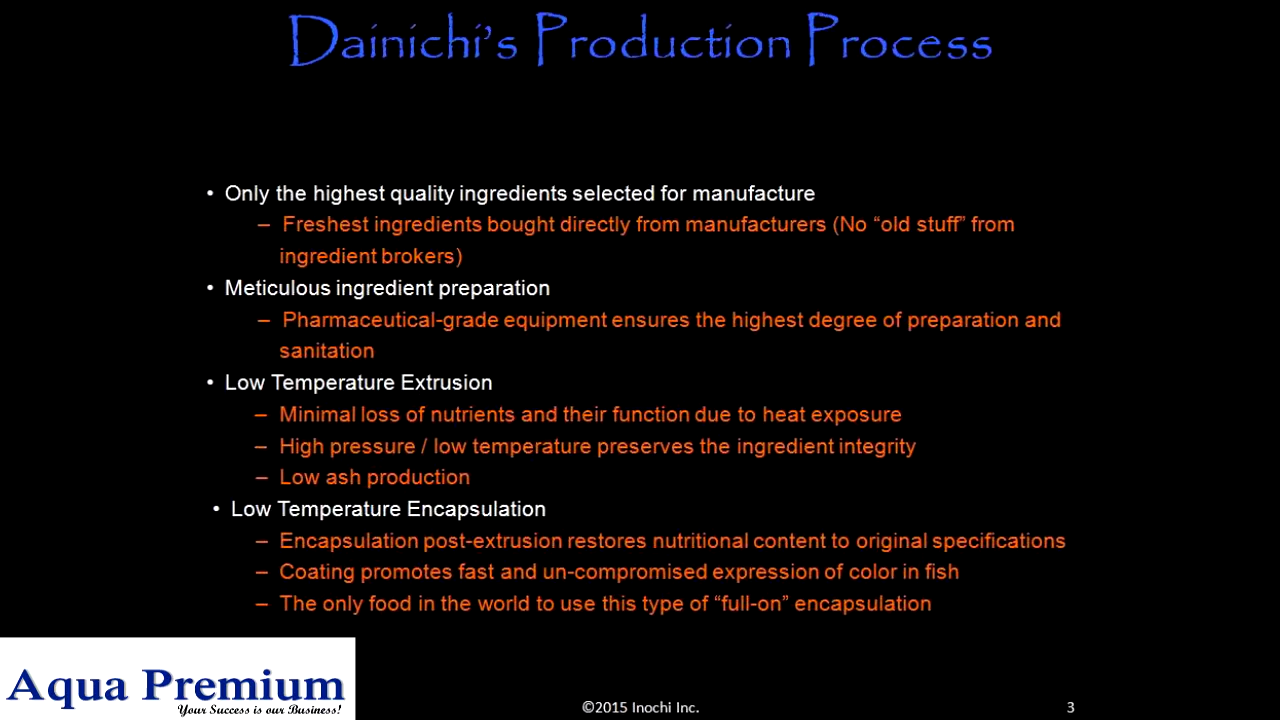 Dainichi's Production Process
• Only the highest quality ingredients selected for manufacture
– Freshest ingredients bought directly from manufacturers (No “old stuff” from
ingredient brokers)
• Meticulous ingredient preparation
– Pharmaceutical-grade equipment ensures the highest degree of preparation and
sanitation
• Low Temperature Extrusion
– Minimal loss of nutrients and their function due to heat exposure
– High pressure / low temperature preserves the ingredient integrity
– Low ash production
• Low Temperature Encapsulation
– Encapsulation post-extrusion restores nutritional content to original specifications
– Coating promotes fast and un-compromised expression of color in fish
– The only food in the world to use this type of “full-on” encapsulation
Aqua Premium
Your Success is our Business!
©2015 Inochi Inc.
3